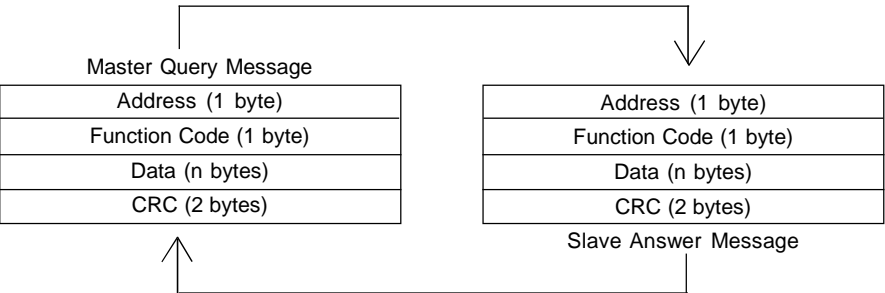 Master Query Message
Address (1 byte)
Function Code (1 byte)
Data (n bytes)
CRC (2 bytes)
Address (1 byte)
Function Code (1 byte)
Data (n bytes)
CRC (2 bytes)
Slave Answer Message